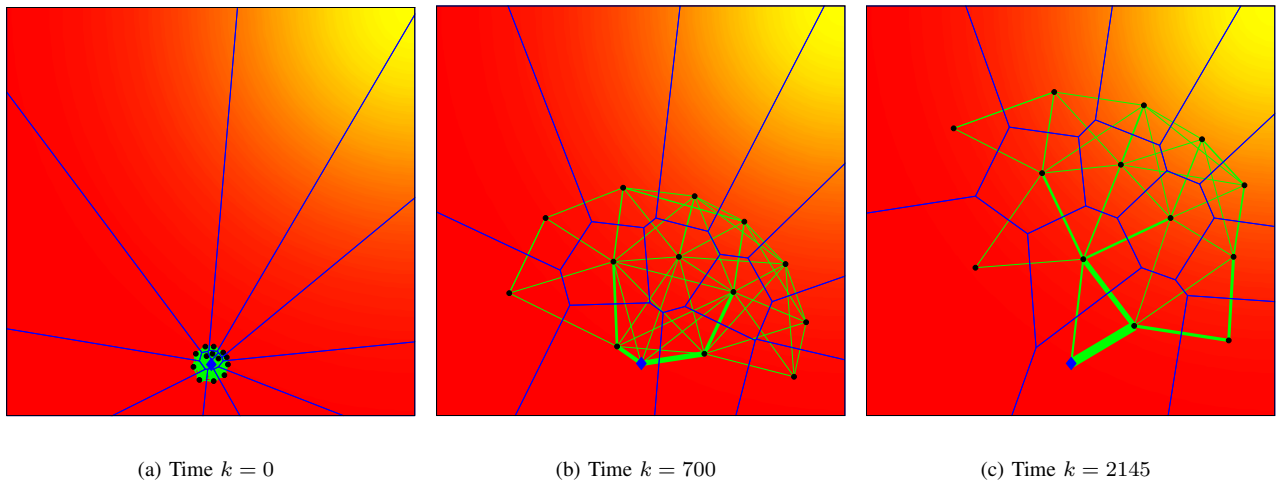 (a) Time k = 0
(b) Time k = 700
(c) Time k = 2145